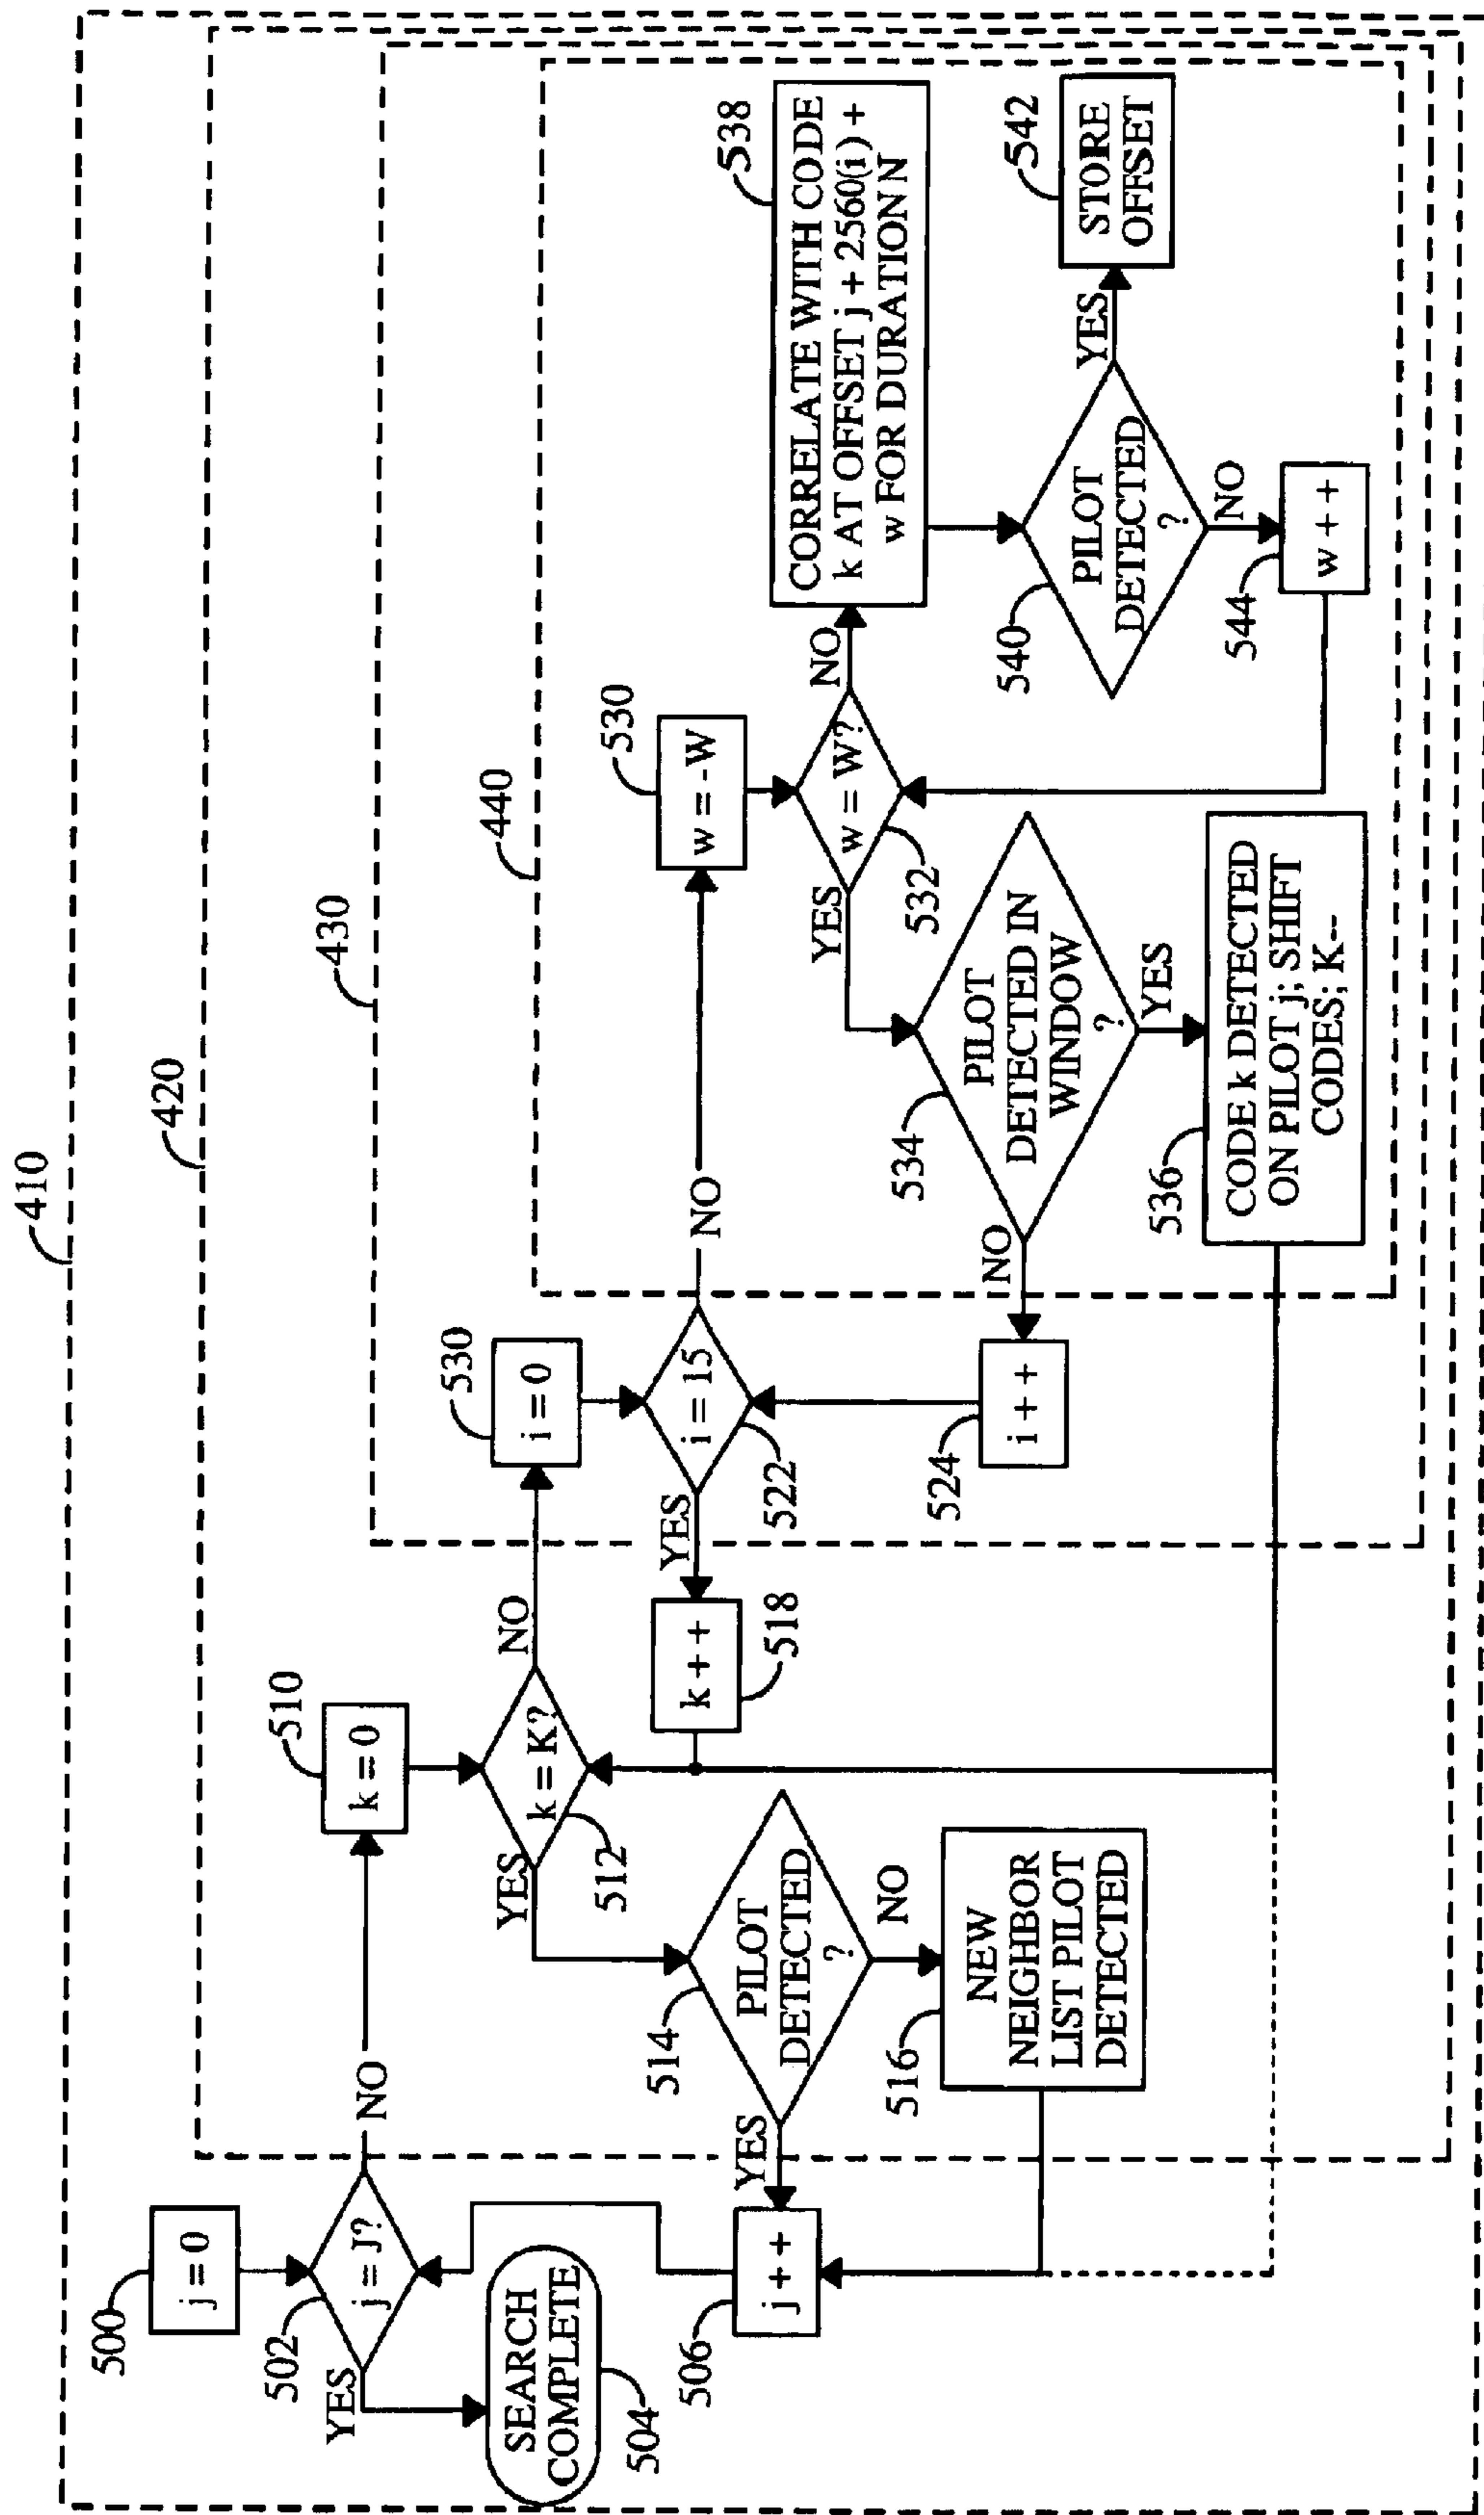 410
420
430
440
500
j = 0
502
j = J?
YES
NO
SEARCH
COMPLETE
504
506
j + +
510
k = 0
k = K?
512
YES
NO
514
PILOT
DETECTED
?
YES
NO
516
NEW
NEIGHBOR
LIST PILOT
DETECTED
k + +
518
530
i = 0
i = 15
522
YES
NO
524
i + +
530
w = -W
w = W?
532
YES
NO
534
PILOT
DETECTED IN
WINDOW
?
NO
YES
536
CODE k DETECTED
ON PILOT j; SHIFT
CODES; K--
538
CORRELATE WITH CODE
k AT OFFSET j + 2560(i) +
w FOR DURATION N
540
PILOT
DETECTED
?
YES
NO
542
STORE
OFFSET
544
w + +